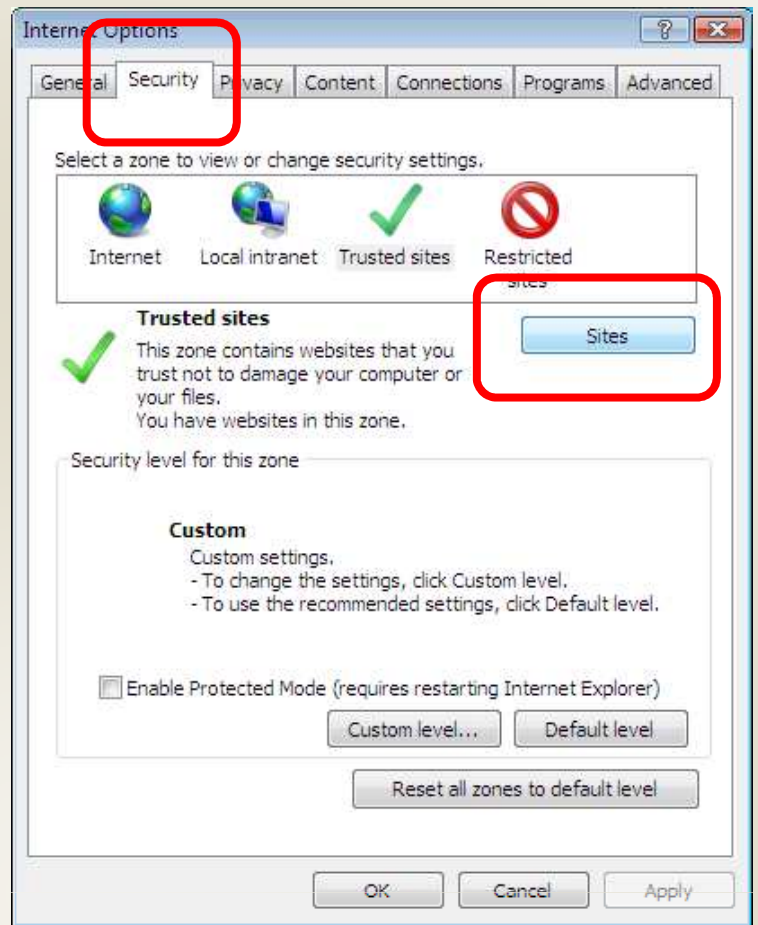 Internet Options
General Security Privacy Content Connections Programs Advanced
Select a zone to view or change security settings.
Internet Local intranet Trusted sites Restricted
sites
Trusted sites
Sites
This zone contains websites that you
trust not to damage your computer or
your files.
You have websites in this zone.
Security level for this zone
Custom
Custom settings.
- To change the settings, click Custom level.
- To use the recommended settings, click Default level.
Enable Protected Mode (requires restarting Internet Explorer)
Custom level... Default level
Reset all zones to default level
OK Cancel Apply